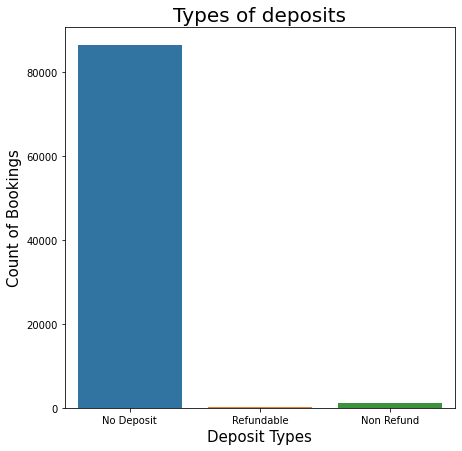 Types of deposits
Count of Bookings
80000
60000
40000
20000
0
No Deposit Refundable Non Refund
Deposit Types